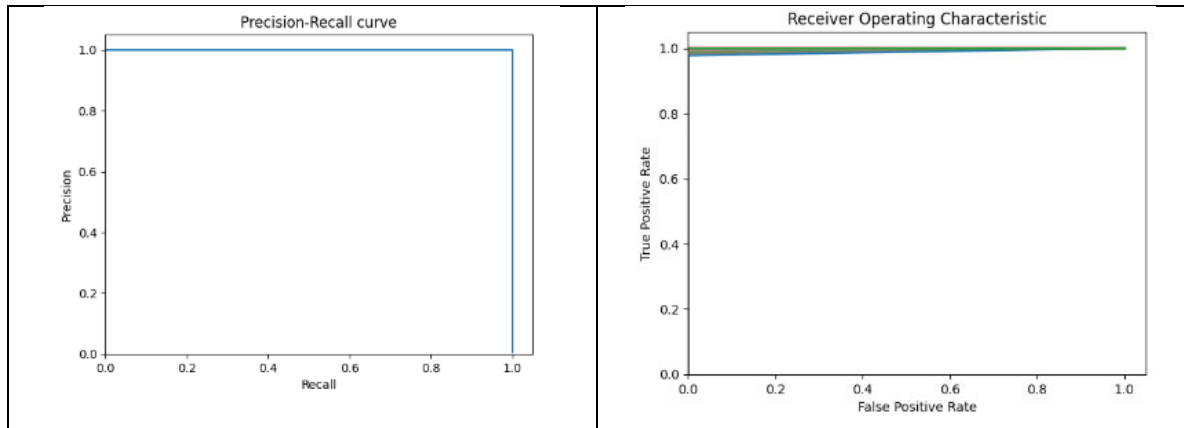 Precision-Recall curve
1.0
0.8
0.6
0.4
0.2
0.0
Precision
0.0 0.2 0.4 0.6 0.8 1.0
Recall
Receiver Operating Characteristic
1.0
0.8
0.6
0.4
0.2
0.0
True Positive Rate
0.0 0.2 0.4 0.6 0.8 1.0
False Positive Rate